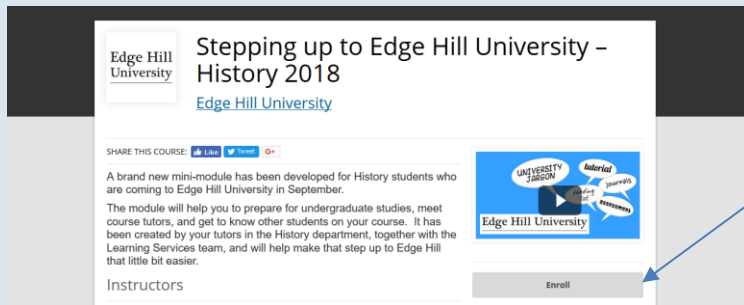 Edge Hill
University
Stepping up to Edge Hill University –
History 2018
Edge Hill University
SHARE THIS COURSE: Like Tweet G+
A brand new mini-module has been developed for History students who
are coming to Edge Hill University in September.
The module will help you to prepare for undergraduate studies, meet
course tutors, and get to know other students on your course. It has
been created by your tutors in the History department, together with the
Learning Services team, and will help make that step up to Edge Hill
that little bit easier.
Instructors
UNIVERSITY
JARGON
tutorial
reading
list
journals
assessment
Edge Hill University
Enroll